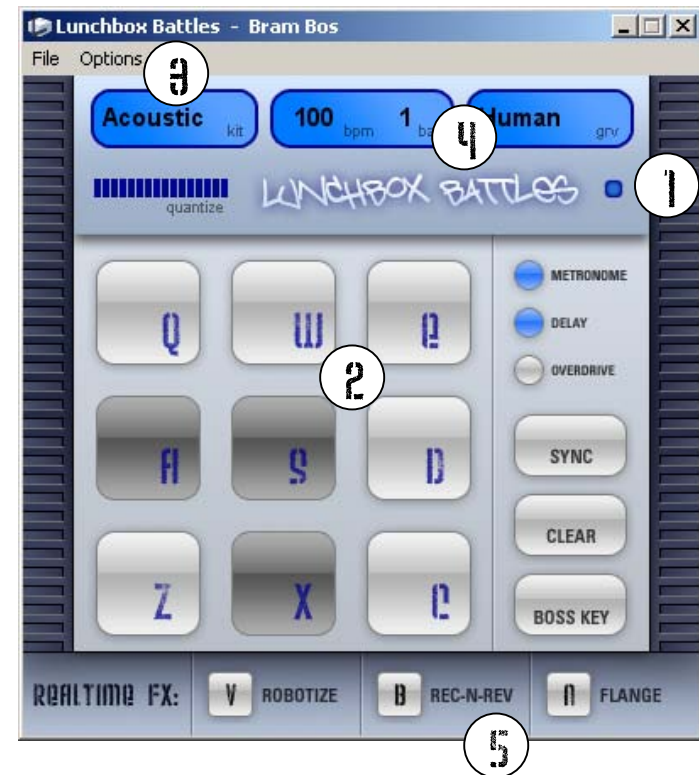 Lunchbox Battles - Bram Bos
File Options
3
Acoustic kit 100 bpm 1 ba uman grv
4
quantize LUNCHBOX BATTLES
1
METRONOME
Q W E
DELAY
2
OVERDRIVE
A S D
SYNC
CLEAR
Z X C
BOSS KEY
REALTIME FX: V ROBOTIZE B REC-N-REV N FLANGE
5